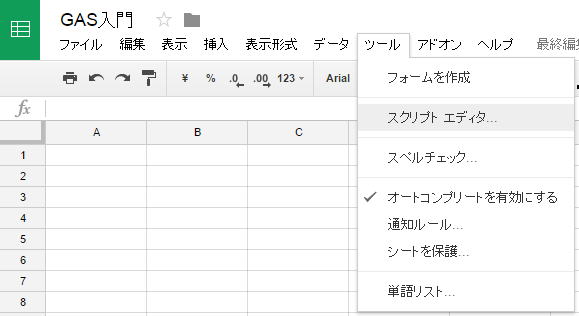 GAS入門
ファイル 編集 表示 挿入 表示形式 データ ツール アドオン ヘルプ 最終編
¥ % .0 .00 123 Arial
フォームを作成
fx
スクリプト エディタ...
A B C
スペルチェック...
1
2
オートコンプリートを有効にする
3
通知ルール...
4
シートを保護...
5
6
単語リスト...
7
8